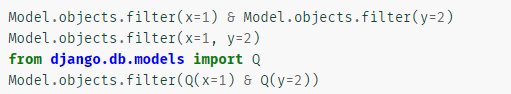 Model.objects.filter(x=1) & Model.objects.filter(y=2)
Model.objects.filter(x=1, y=2)
from django.db.models import Q
Model.objects.filter(Q(x=1) & Q(y=2))